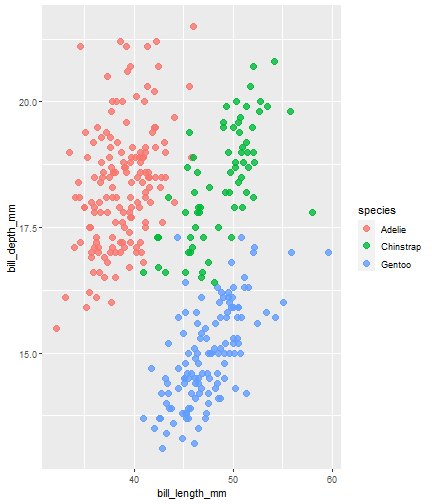 20.0
17.5
15.0
bill_depth_mm
40
50
60
bill_length_mm
species
Adelie
Chinstrap
Gentoo